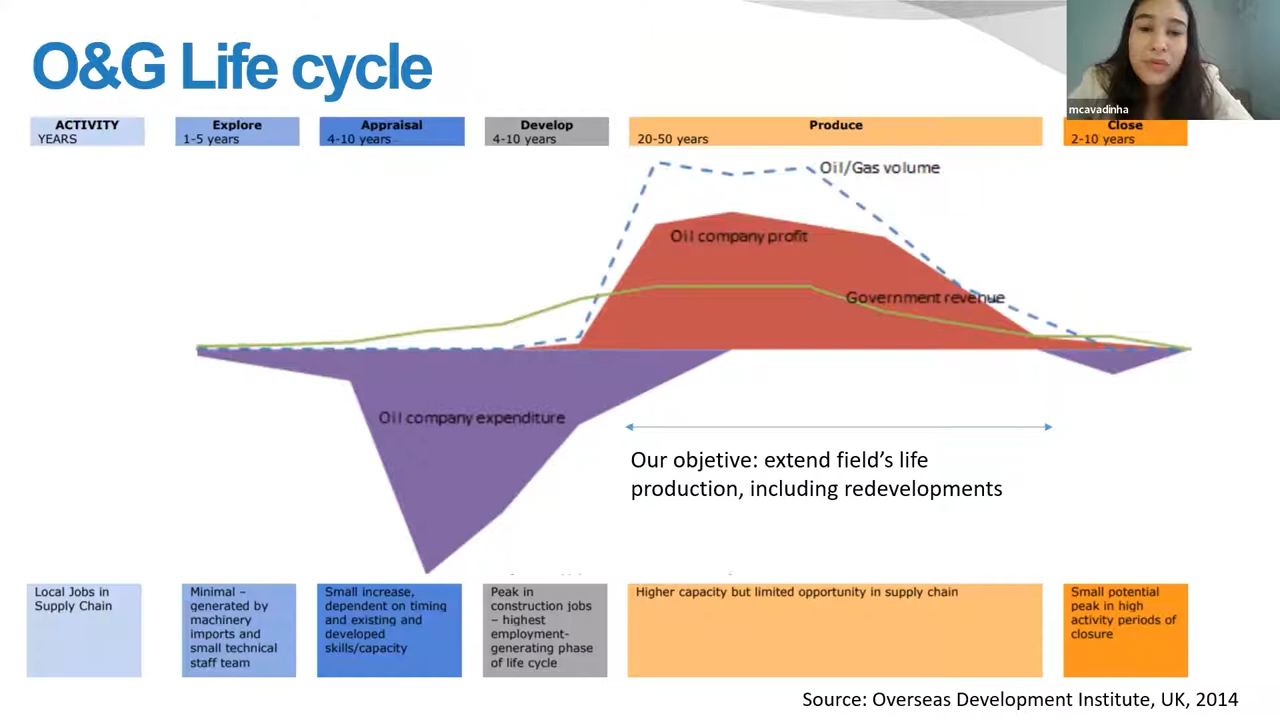 O&G Life cycle
mcavadinha
ACTIVITY
YEARS
Explore
1-5 years
Appraisal
4-10 years
Develop
4-10 years
Produce
20-50 years
Close
2-10 years
Oil/Gas volume
Oil company profit
Government revenue
Oil company expenditure
Our objetive: extend field’s life
production, including redevelopments
Local Jobs in
Supply Chain
Minimal –
generated by
machinery
imports and
small technical
staff team
Small increase,
dependent on timing
and existing and
developed
skills/capacity
Peak in
construction jobs
– highest
employment-
generating phase
of life cycle
Higher capacity but limited opportunity in supply chain
Small potential
peak in high
activity periods of
closure
Source: Overseas Development Institute, UK, 2014